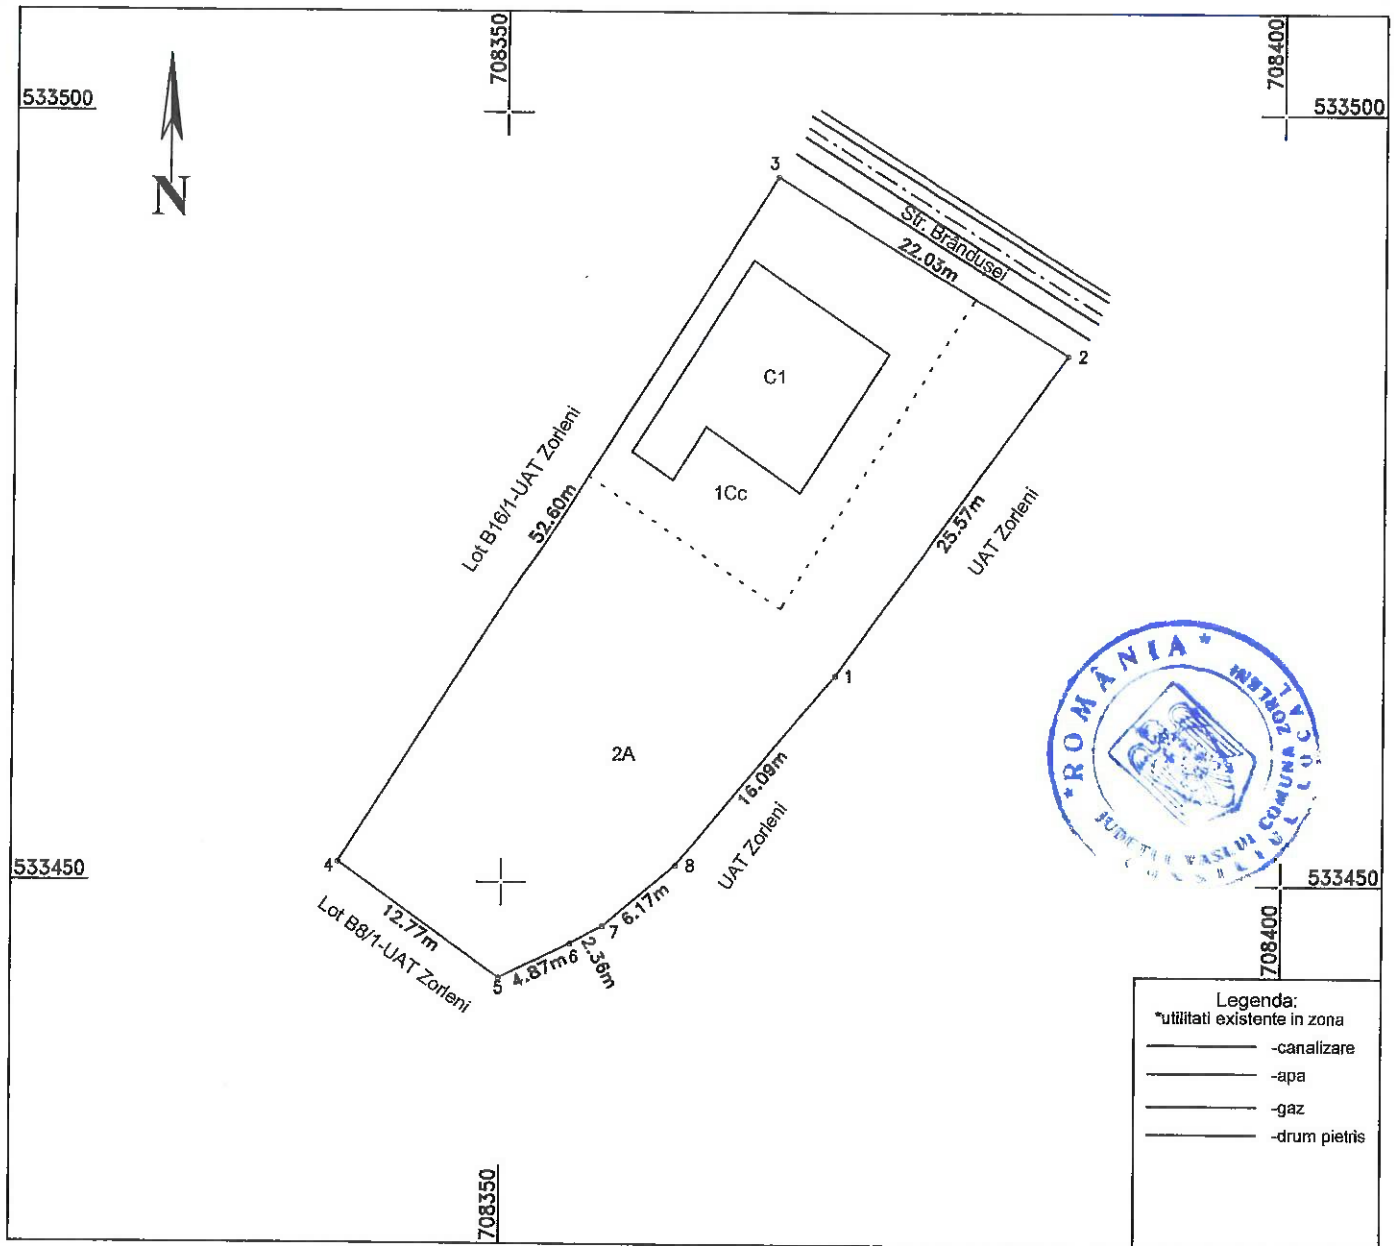 708350
708400
533500
533500
N
3
Str. Brândușei
22.03m
2
C1
Lot B16/1-UAT Zorleni
52.60m
1Cc
25.57m
UAT Zorleni
1
*ROMÂNIA*
COMUNA ZORLENI
2A
16.09m
UAT Zorleni
4
8
533450
533450
Lot B8/1-UAT Zorleni
12.77m
6.17m
7
6
2.36m
4.87m
5
708400
708350
Legenda:
*utilitati existente in zona
-canalizare
-apa
-gaz
-drum pietris